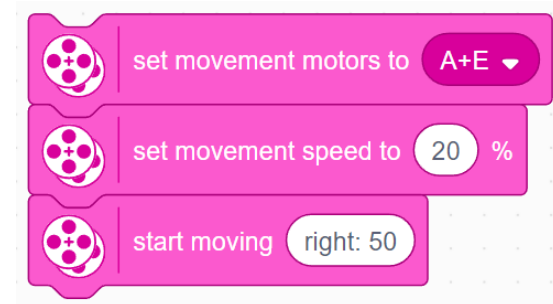 set movement motors to A+E
set movement speed to 20 %
start moving right: 50